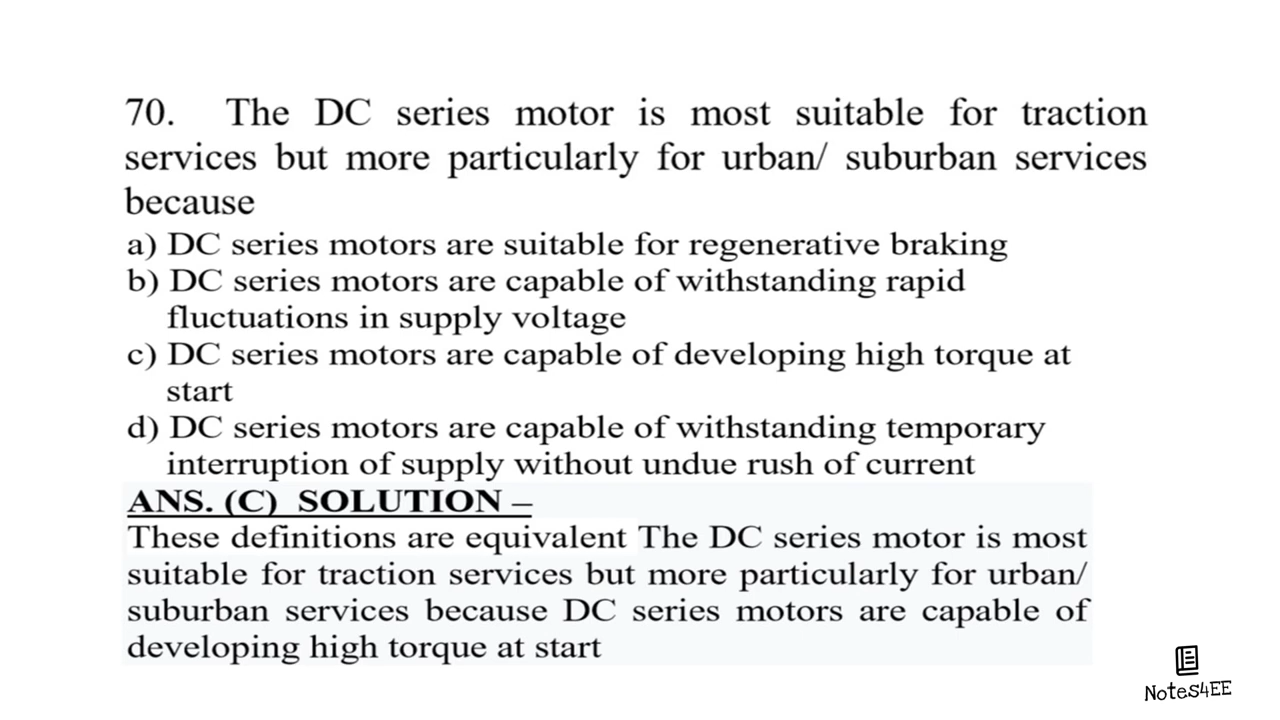 70. The DC series motor is most suitable for traction
services but more particularly for urban/ suburban services
because
a) DC series motors are suitable for regenerative braking
b) DC series motors are capable of withstanding rapid
fluctuations in supply voltage
c) DC series motors are capable of developing high torque at
start
d) DC series motors are capable of withstanding temporary
interruption of supply without undue rush of current
ANS. (C) SOLUTION –
These definitions are equivalent The DC series motor is most
suitable for traction services but more particularly for urban/
suburban services because DC series motors are capable of
developing high torque at start
Notes4EE